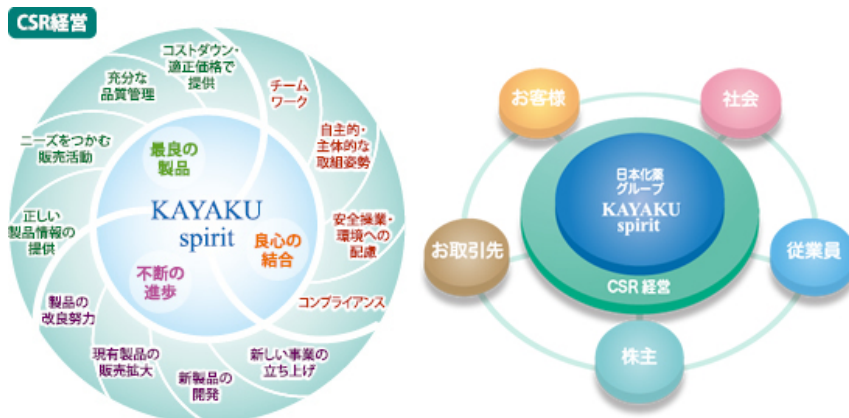 CSR経営
コストダウン・
適正価格で
提供
充分な
品質管理
ニーズをつかむ
販売活動
正しい
製品情報の
提供
チーム
ワーク
自主的・
主体的な
取組姿勢
安全操業・
環境への
配慮
コンプライアンス
製品の
改良努力
現有製品の
販売拡大
新製品の
開発
新しい事業の
立ち上げ
最良の
製品
KAYAKU
spirit
良心の
結合
不断の
進歩
お客様
社会
日本化薬
グループ
KAYAKU
spirit
お取引先
従業員
CSR経営
株主